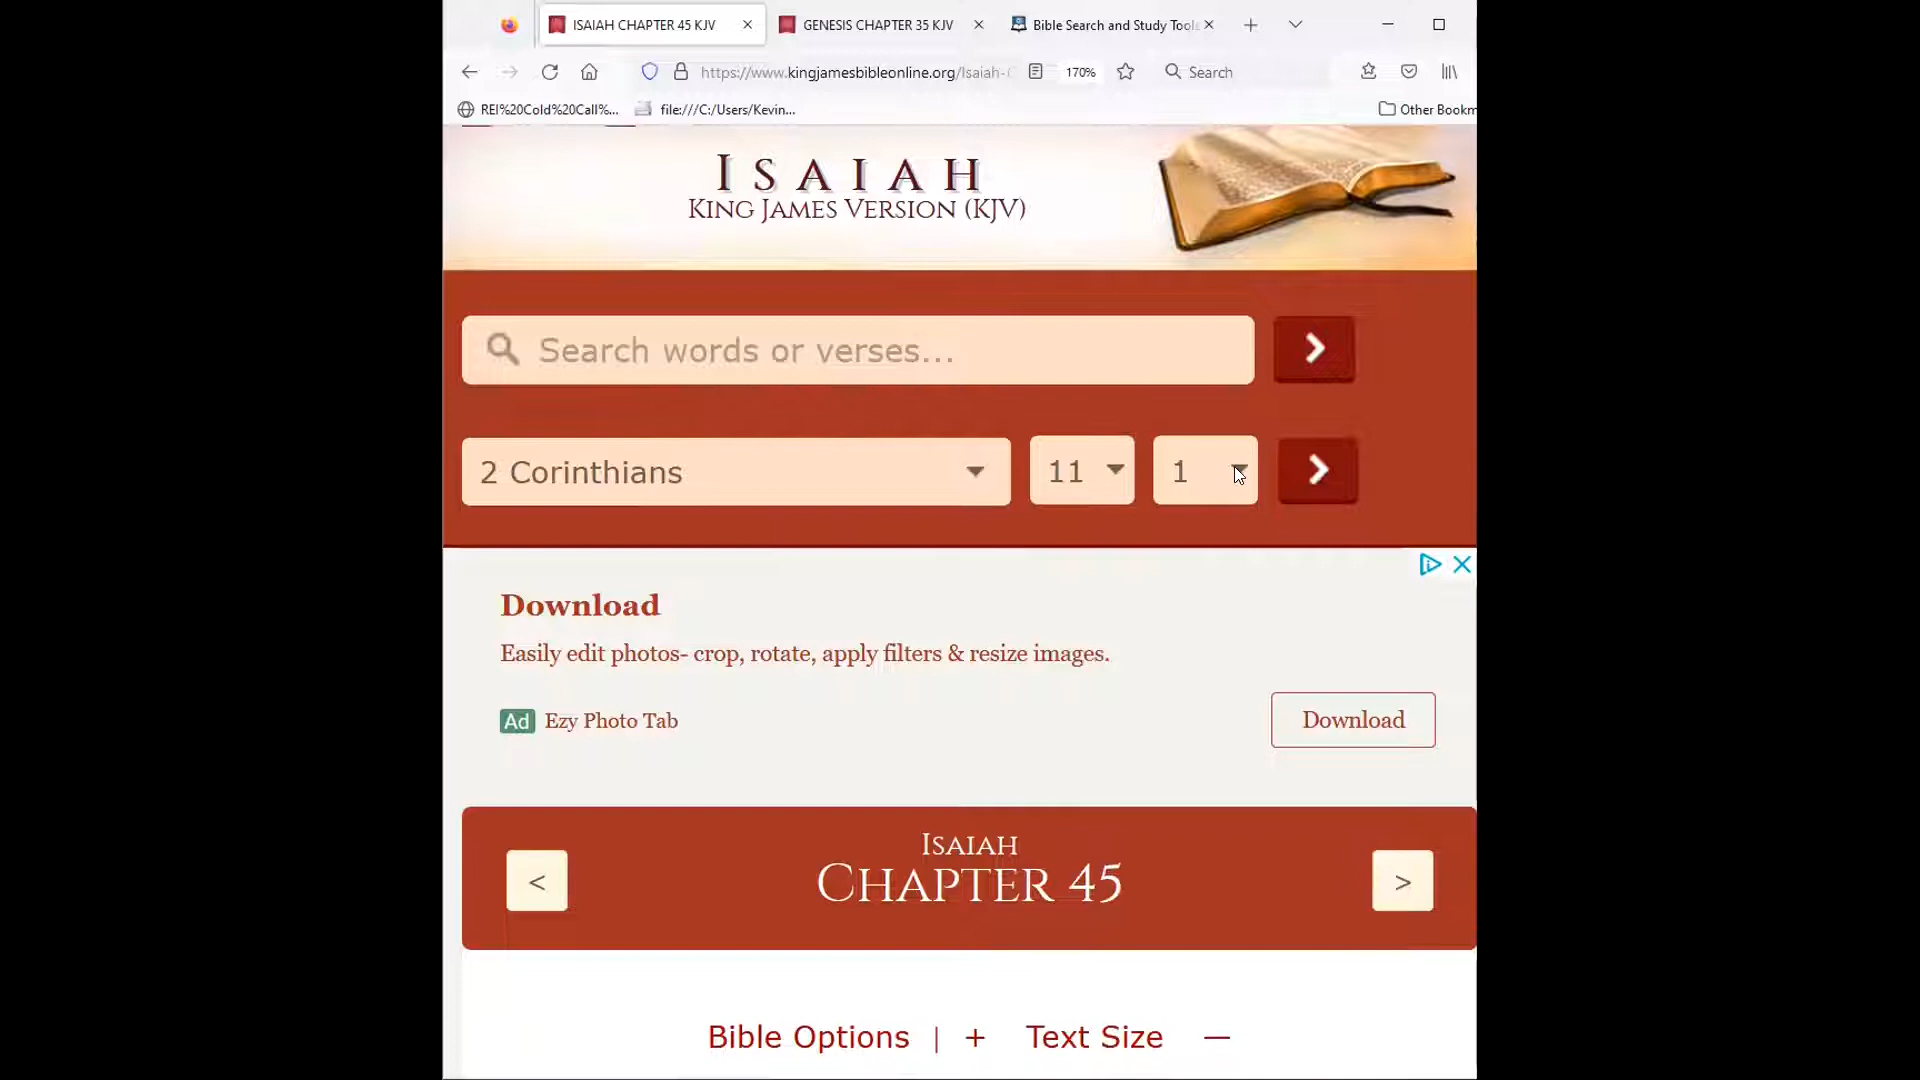 ISAIAH CHAPTER 45 KJV
GENESIS CHAPTER 35 KJV
Bible Search and Study Tools
https://www.kingjamesbibleonline.org/Isaiah-
170%
Search
REI%20Cold%20Call%...
file:///C:/Users/Kevin...
Other Bookm
ISAIAH
KING JAMES VERSION (KJV)
Search words or verses...
2 Corinthians
11
1
Download
Easily edit photos- crop, rotate, apply filters & resize images.
Ad Ezy Photo Tab
Download
ISAIAH
< CHAPTER 45 >
Bible Options | + Text Size —